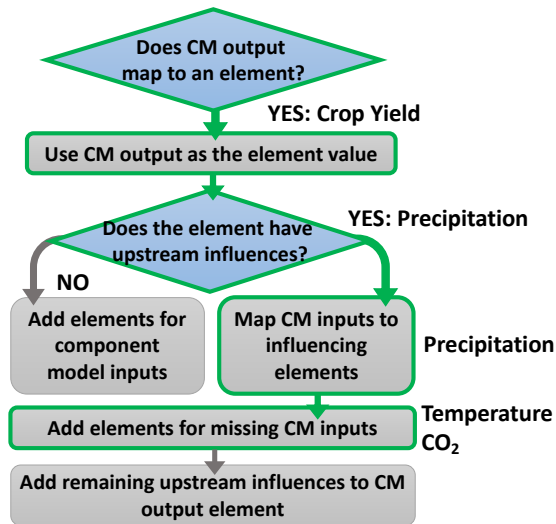 Does CM output
map to an element?
YES: Crop Yield
Use CM output as the element value
Does the element have
upstream influences?
YES: Precipitation
NO
Add elements for
component
model inputs
Map CM inputs to
influencing
elements
Precipitation
Add elements for missing CM inputs
Temperature
CO₂
Add remaining upstream influences to CM
output element